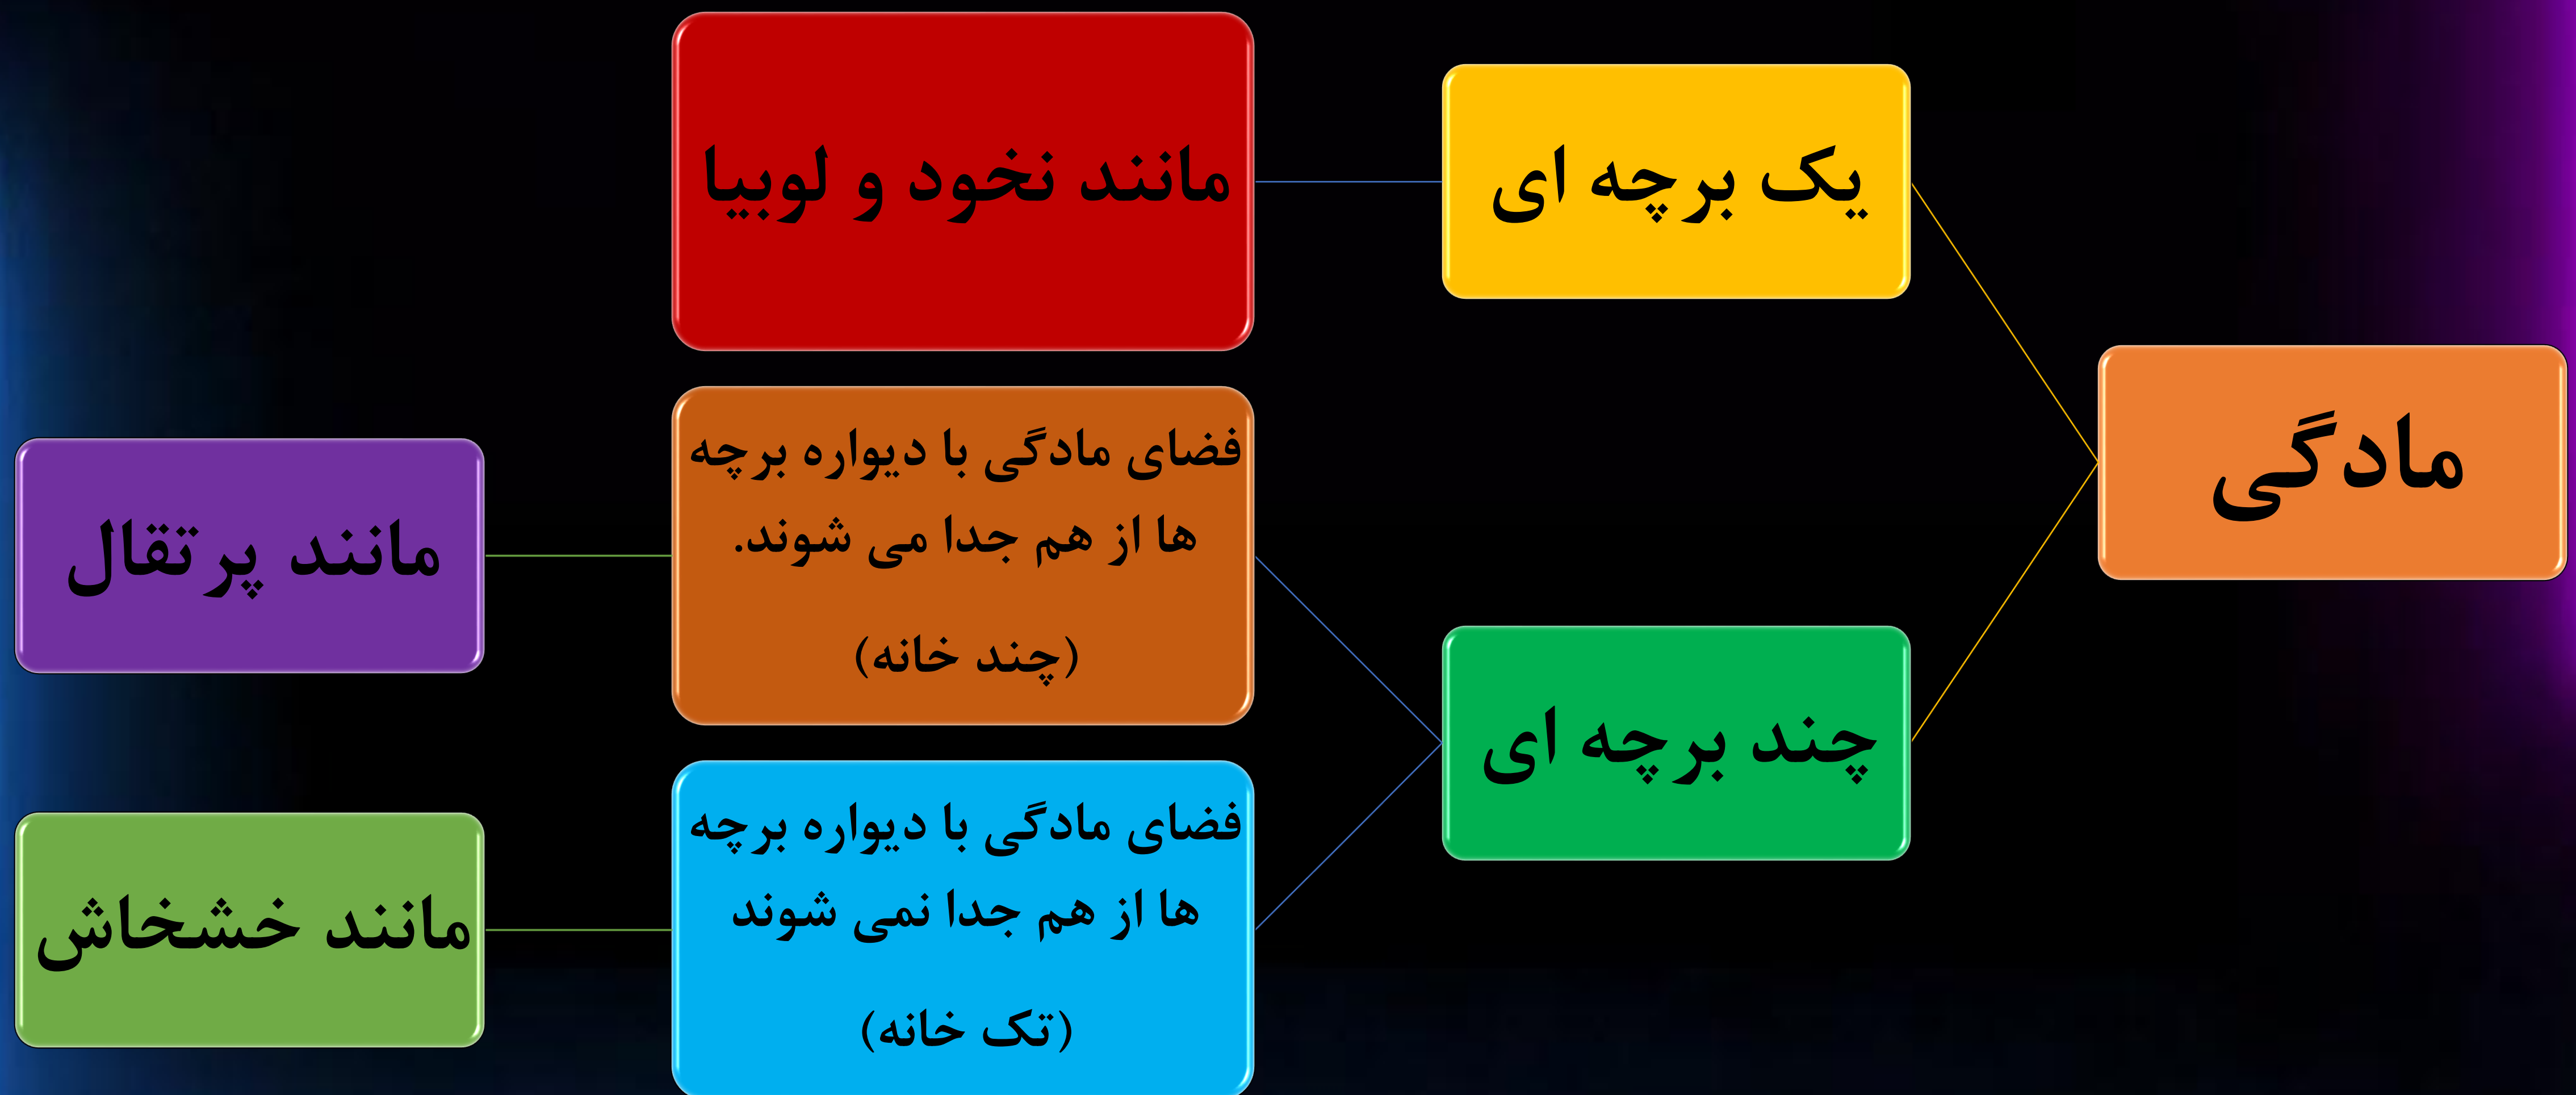 مادگی
یک برچه ای
مانند نخود و لوبیا
چند برچه ای
فضای مادگی با دیواره برچه
ها از هم جدا می شوند.
(چند خانه)
مانند پرتقال
فضای مادگی با دیواره برچه
ها از هم جدا نمی شوند
(تک خانه)
مانند خشخاش